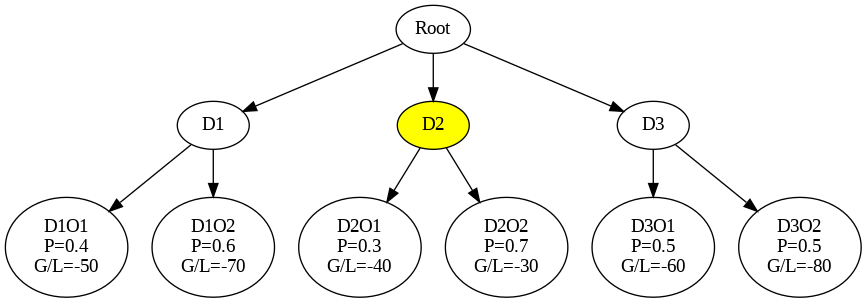 Root
D1
D2
D3
D1O1
P=0.4
G/L=-50
D1O2
P=0.6
G/L=-70
D2O1
P=0.3
G/L=-40
D2O2
P=0.7
G/L=-30
D3O1
P=0.5
G/L=-60
D3O2
P=0.5
G/L=-80